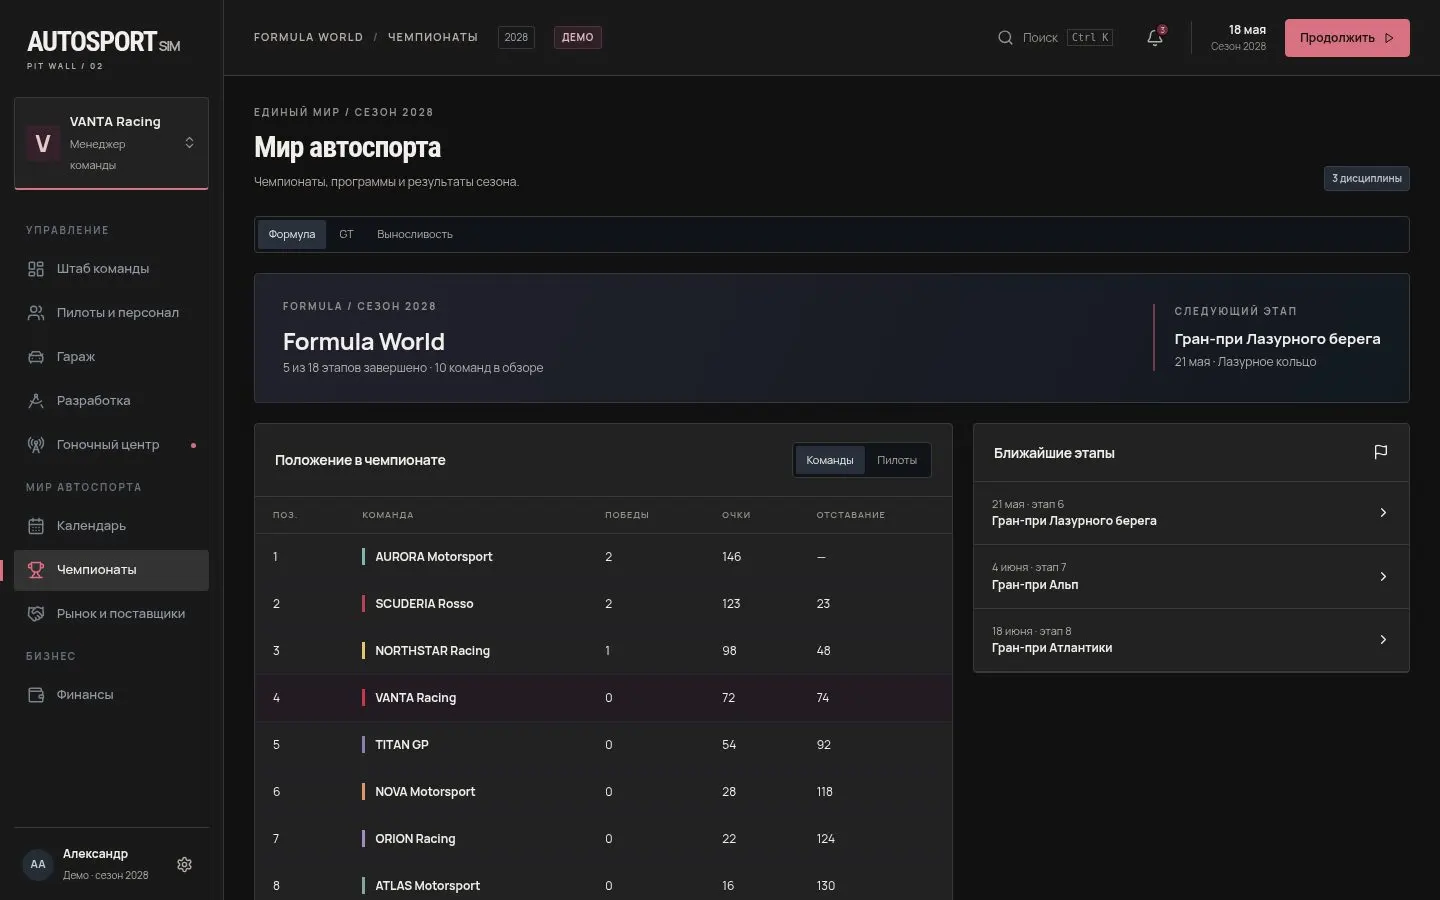 AUTOSPORT SIM
PIT WALL / 02
VANTA Racing
V
Менеджер
команды
УПРАВЛЕНИЕ
Штаб команды
Пилоты и персонал
Гараж
Разработка
Гоночный центр
МИР АВТОСПОРТА
Календарь
Чемпионаты
Рынок и поставщики
БИЗНЕС
Финансы
AA
Александр
Демо · сезон 2028
FORMULA WORLD / ЧЕМПИОНАТЫ 2028 ДЕМО
Поиск Ctrl K
3
18 мая
Сезон 2028
Продолжить
ЕДИНЫЙ МИР / СЕЗОН 2028
Мир автоспорта
Чемпионаты, программы и результаты сезона.
3 дисциплины
Формула GT Выносливость
FORMULA / СЕЗОН 2028
Formula World
5 из 18 этапов завершено · 10 команд в обзоре
СЛЕДУЮЩИЙ ЭТАП
Гран-при Лазурного берега
21 мая · Лазурное кольцо
Положение в чемпионате
Команды Пилоты
ПОЗ. КОМАНДА ПОБЕДЫ ОЧКИ ОТСТАВАНИЕ
1 AURORA Motorsport 2 146 —
2 SCUDERIA Rosso 2 123 23
3 NORTHSTAR Racing 1 98 48
4 VANTA Racing 0 72 74
5 TITAN GP 0 54 92
6 NOVA Motorsport 0 28 118
7 ORION Racing 0 22 124
8 ATLAS Motorsport 0 16 130
Ближайшие этапы
21 мая · этап 6
Гран-при Лазурного берега
4 июня · этап 7
Гран-при Альп
18 июня · этап 8
Гран-при Атлантики